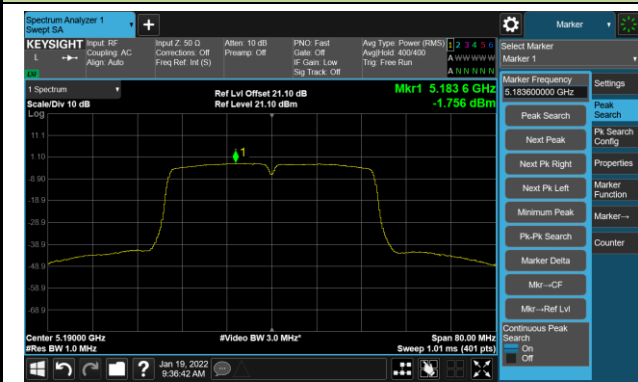 Spectrum Analyzer 1
Swept SA
+
Marker
KEYSIGHT
L
Input: RF
Coupling: AC
Align: Auto
Input Z: 50 Ω
Corrections: Off
Freq Ref: Int (S)
Atten: 10 dB
Preamp: Off
PNO: Fast
Gate: Off
IF Gain: Low
Sig Track: Off
Avg Type: Power (RMS)
Avg|Hold: 400/400
Trig: Free Run
1 2 3 4 5 6
A W W W W W
A N N N N N
Select Marker
Marker 1
1 Spectrum
Scale/Div 10 dB
Log
Ref Lvl Offset 21.10 dB
Ref Level 21.10 dBm
Mkr1 5.183 6 GHz
-1.756 dBm
11.1
1.10
-8.90
-18.9
-28.9
-38.9
-48.9
-58.9
-68.9
1
Center 5.19000 GHz
#Res BW 1.0 MHz
#Video BW 3.0 MHz*
Span 80.00 MHz
Sweep 1.01 ms (401 pts)
Marker Frequency
5.183600000 GHz
Peak Search
Next Peak
Next Pk Right
Next Pk Left
Minimum Peak
Pk-Pk Search
Marker Delta
Mkr→CF
Mkr→Ref Lvl
Continuous Peak
Search
On
Off
Settings
Peak
Search
Pk Search
Config
Properties
Marker
Function
Marker→
Counter
?
Jan 19, 2022
9:36:42 AM